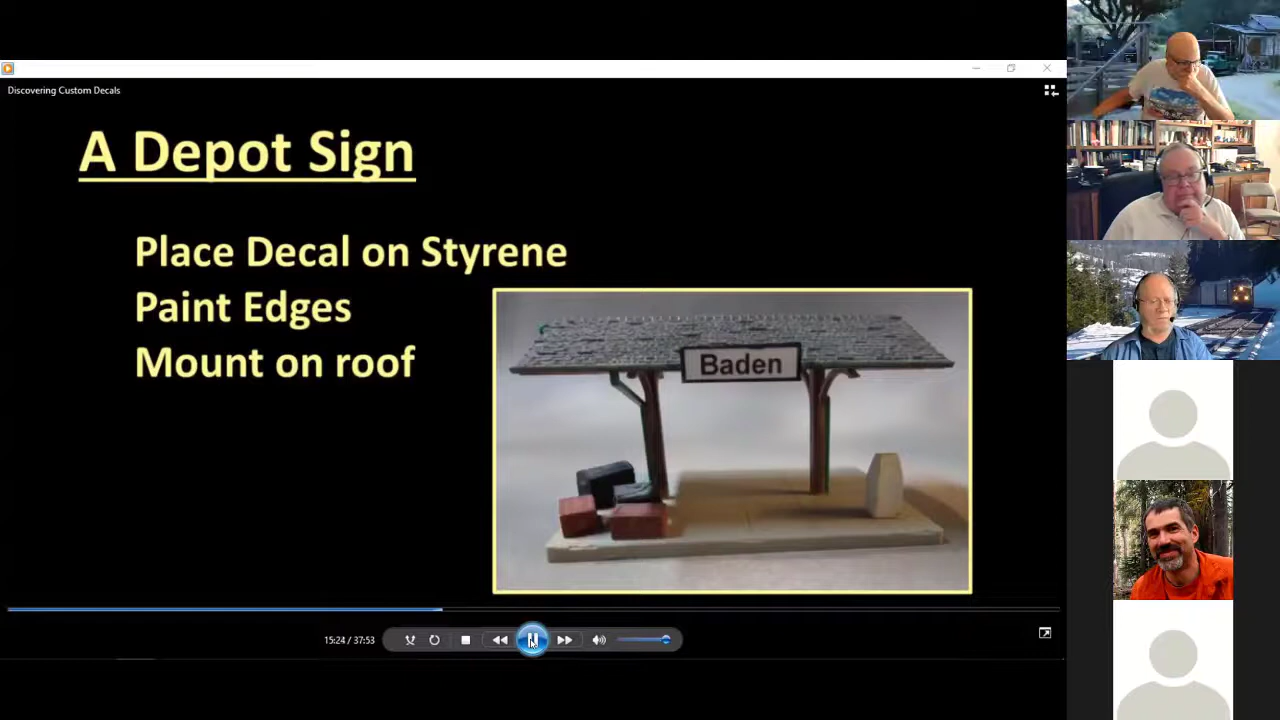 Discovering Custom Decals
A Depot Sign
Place Decal on Styrene
Paint Edges
Mount on roof
Baden
15:24 / 37:53